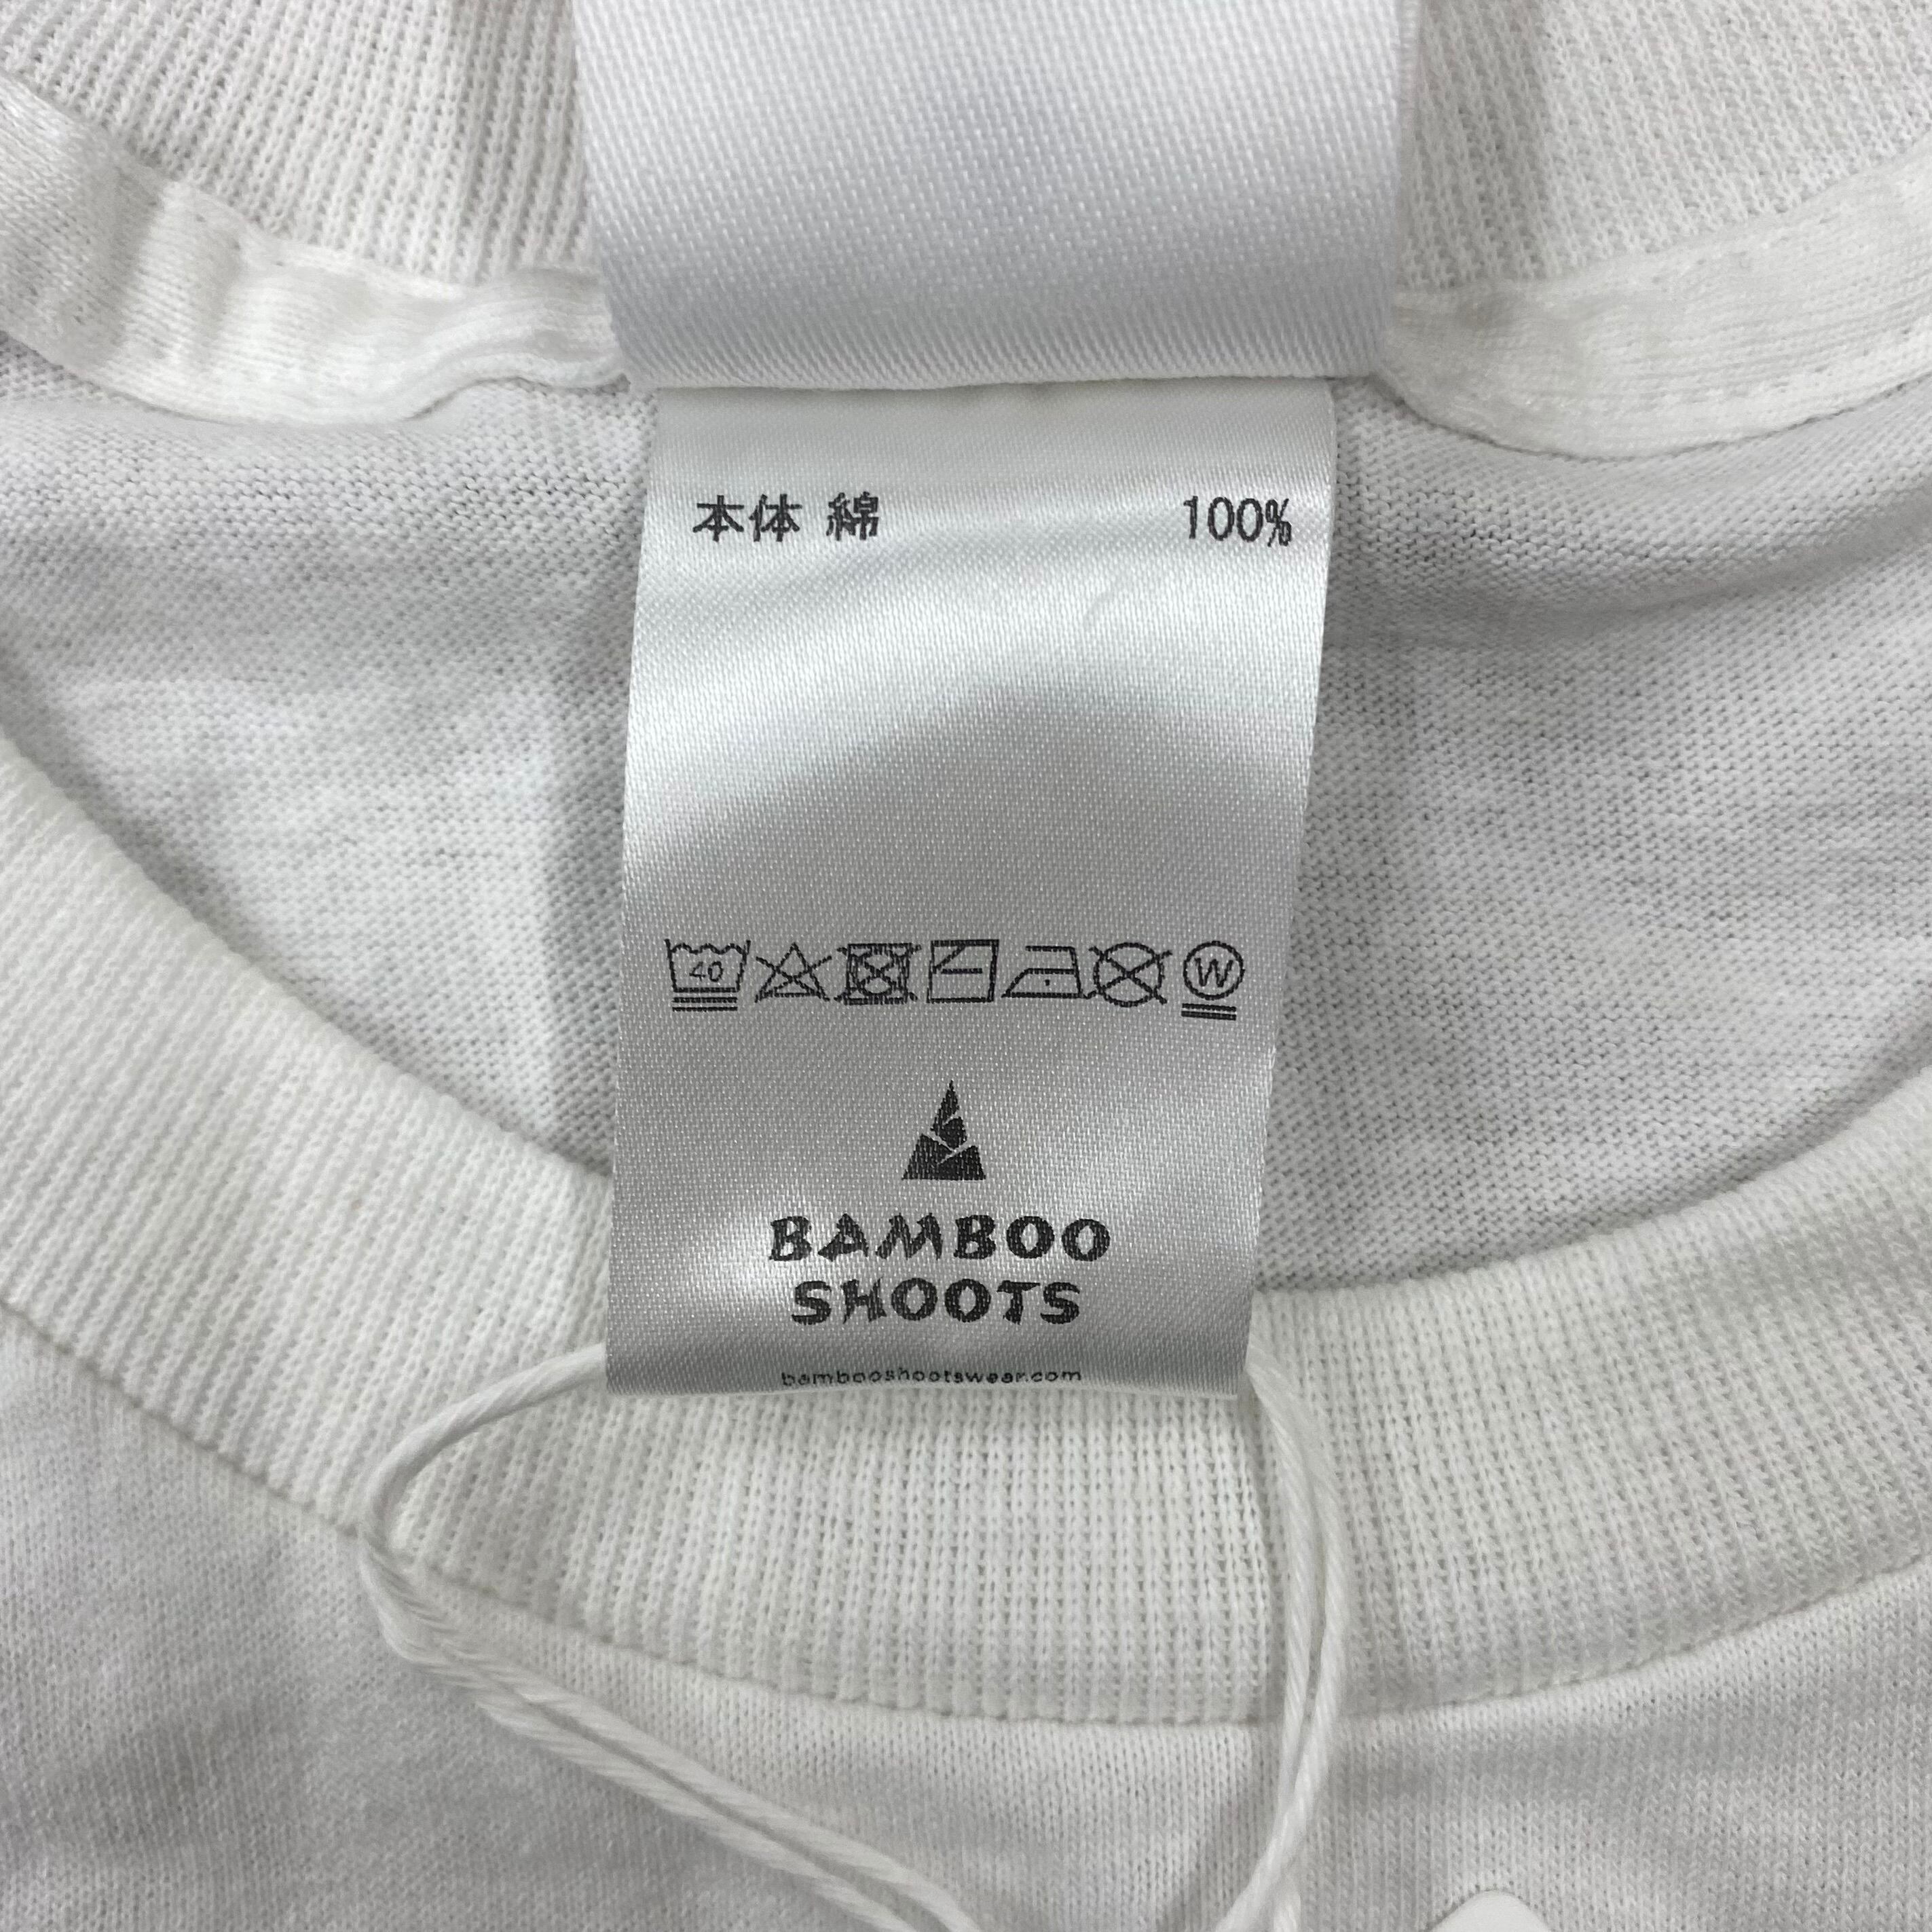 本体 綿 100%
40
W
BAMBOO
SHOOTS
bambooshootswear.com